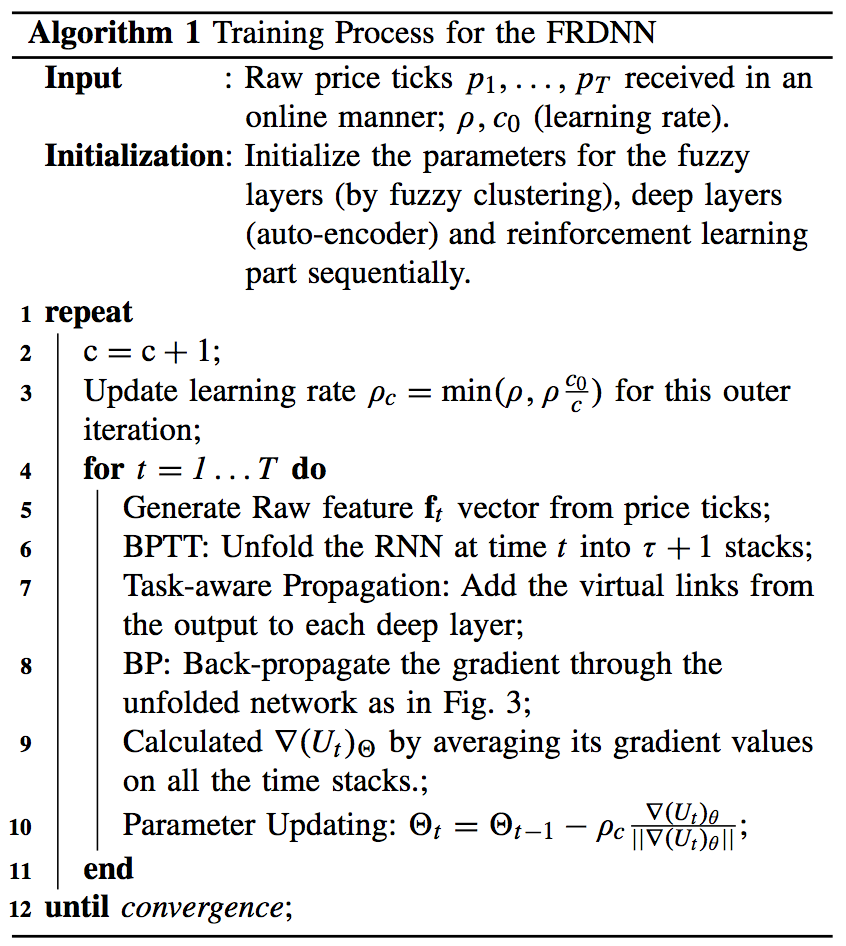 Algorithm 1 Training Process for the FRDNN
Input : Raw price ticks p₁, . . . , p_T received in an
online manner; ρ, c₀ (learning rate).
Initialization: Initialize the parameters for the fuzzy
layers (by fuzzy clustering), deep layers
(auto-encoder) and reinforcement learning
part sequentially.
1 repeat
2 c = c + 1;
3 Update learning rate ρ_c = min(ρ, ρ c₀/c) for this outer
iteration;
4 for t = 1 . . . T do
5 Generate Raw feature f_t vector from price ticks;
6 BPTT: Unfold the RNN at time t into τ + 1 stacks;
7 Task-aware Propagation: Add the virtual links from
the output to each deep layer;
8 BP: Back-propagate the gradient through the
unfolded network as in Fig. 3;
9 Calculated ∇(U_t)_Θ by averaging its gradient values
on all the time stacks.;
10 Parameter Updating: Θ_t = Θ_{t−1} − ρ_c ∇(U_t)_θ / ||∇(U_t)_θ||;
11 end
12 until convergence;